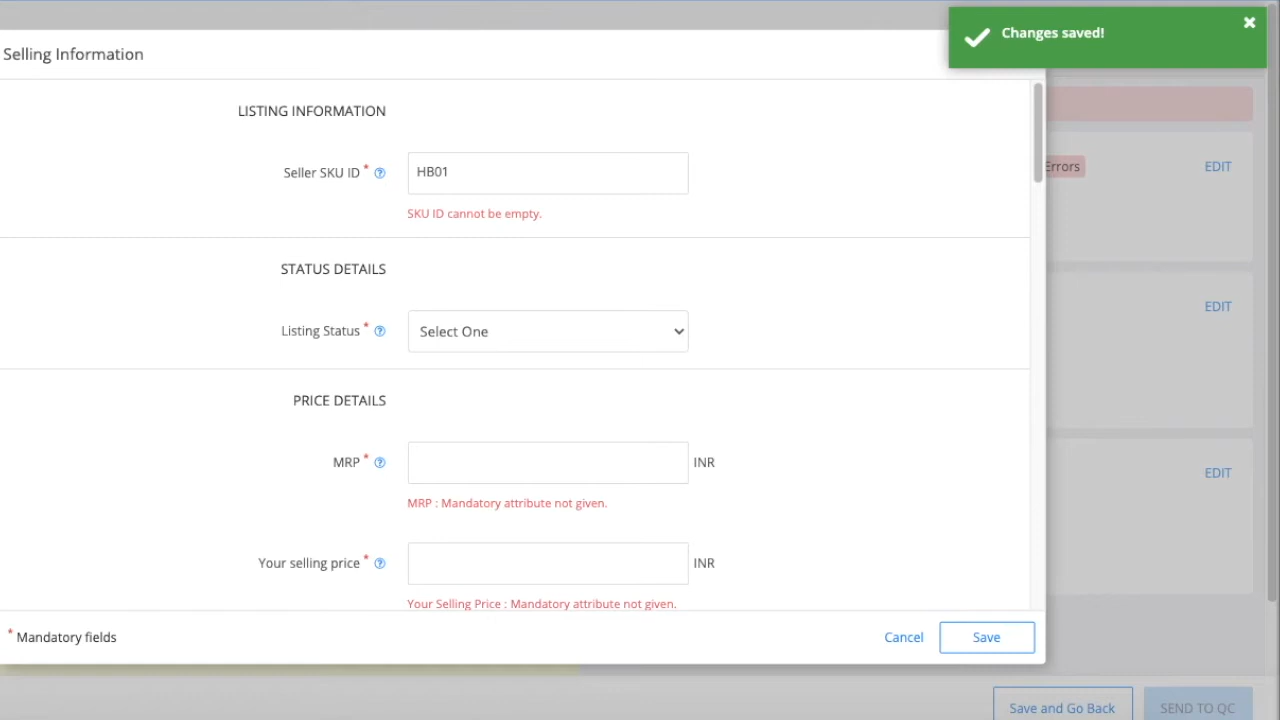 Changes saved!
Selling Information
LISTING INFORMATION
Seller SKU ID *
HB01
SKU ID cannot be empty.
Errors
EDIT
STATUS DETAILS
EDIT
Listing Status *
Select One
PRICE DETAILS
MRP *
INR
EDIT
MRP : Mandatory attribute not given.
Your selling price *
INR
Your Selling Price : Mandatory attribute not given.
* Mandatory fields
Cancel
Save
Save and Go Back
SEND TO QC